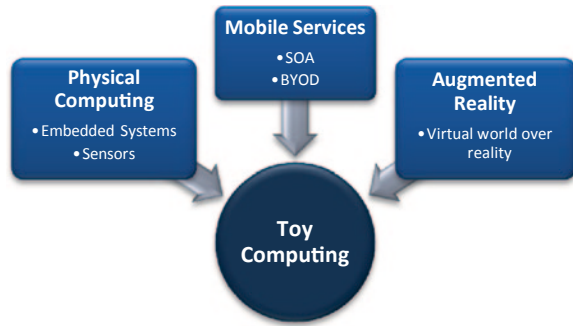 Mobile Services
• SOA
• BYOD
Physical
Computing
• Embedded Systems
• Sensors
Augmented
Reality
• Virtual world over
reality
Toy
Computing